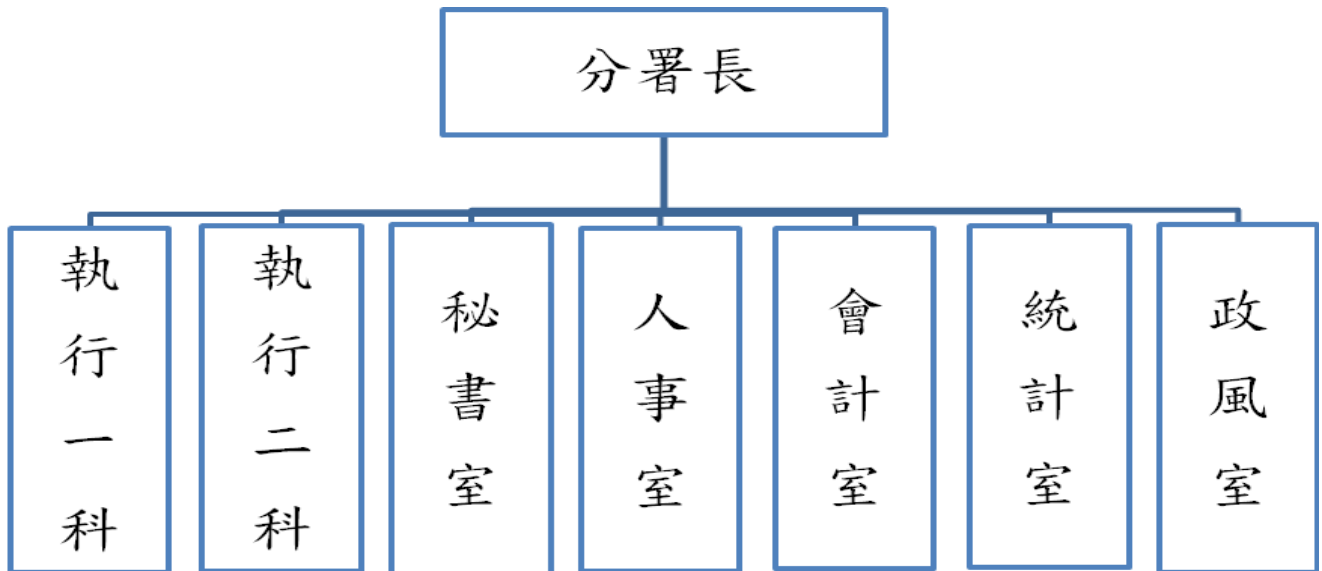 分署長
執行一科
執行二科
秘書室
人事室
會計室
統計室
政風室